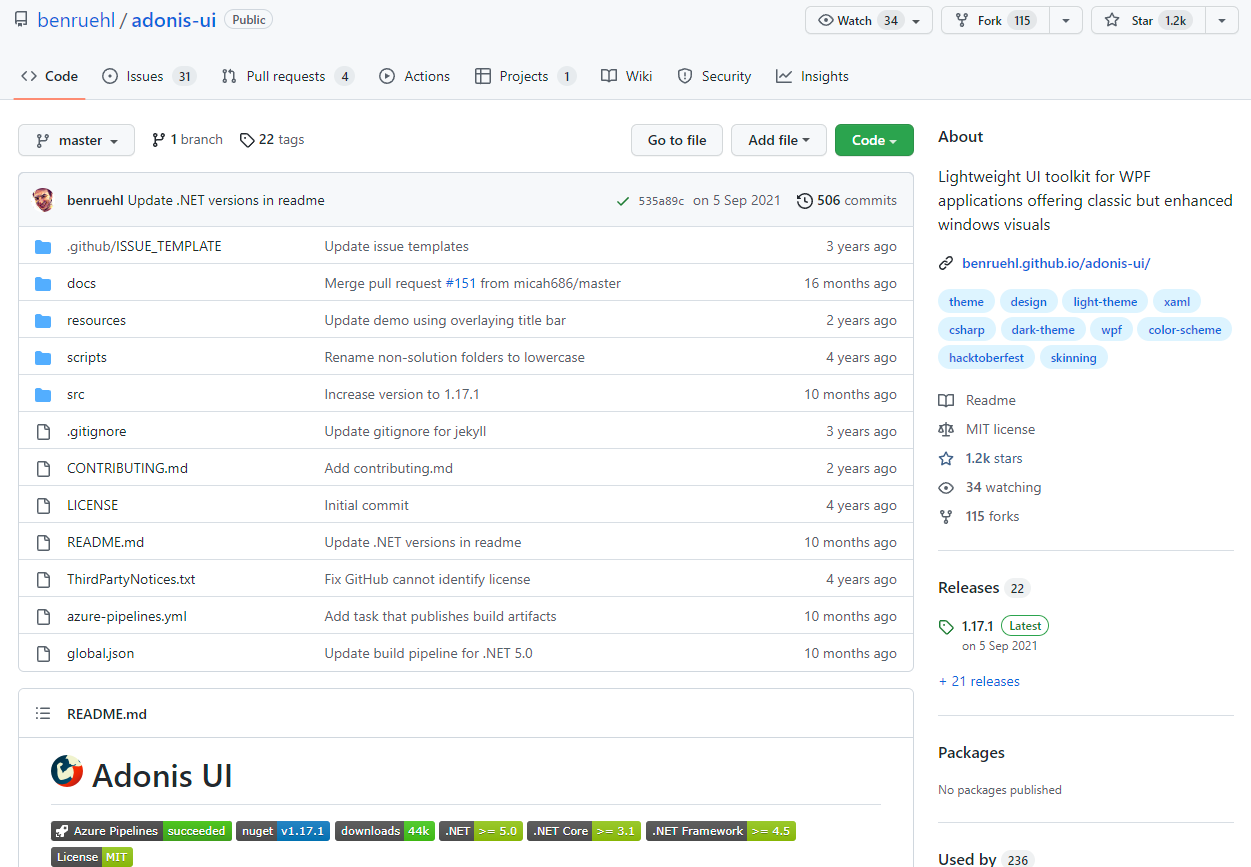 benruehl / adonis-ui Public
Watch 34 Fork 115 Star 1.2k
Code Issues 31 Pull requests 4 Actions Projects 1 Wiki Security Insights
master 1 branch 22 tags Go to file Add file Code
benruehl Update .NET versions in readme 535a89c on 5 Sep 2021 506 commits
.github/ISSUE_TEMPLATE Update issue templates 3 years ago
docs Merge pull request #151 from micah686/master 16 months ago
resources Update demo using overlaying title bar 2 years ago
scripts Rename non-solution folders to lowercase 4 years ago
src Increase version to 1.17.1 10 months ago
.gitignore Update gitignore for jekyll 3 years ago
CONTRIBUTING.md Add contributing.md 2 years ago
LICENSE Initial commit 4 years ago
README.md Update .NET versions in readme 10 months ago
ThirdPartyNotices.txt Fix GitHub cannot identify license 4 years ago
azure-pipelines.yml Add task that publishes build artifacts 10 months ago
global.json Update build pipeline for .NET 5.0 10 months ago
README.md
Adonis UI
Azure Pipelines succeeded nuget v1.17.1 downloads 44k .NET >= 5.0 .NET Core >= 3.1 .NET Framework >= 4.5
License MIT
About
Lightweight UI toolkit for WPF
applications offering classic but enhanced
windows visuals
benruehl.github.io/adonis-ui/
theme design light-theme xaml
csharp dark-theme wpf color-scheme
hacktoberfest skinning
Readme
MIT license
1.2k stars
34 watching
115 forks
Releases 22
1.17.1 Latest
on 5 Sep 2021
+ 21 releases
Packages
No packages published
Used by 236